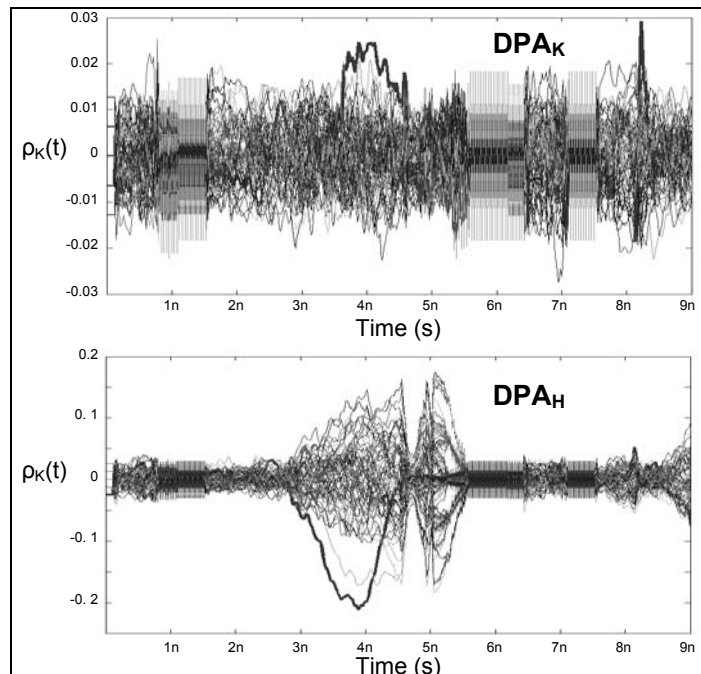 0.03
DPAK
0.02
0.01
ρK(t)
0
-0.01
-0.02
-0.03
1n 2n 3n 4n 5n 6n 7n 8n 9n
Time (s)
0.2
DPAH
0.1
ρK(t)
0
-0.1
-0.2
1n 2n 3n 4n 5n 6n 7n 8n 9n
Time (s)